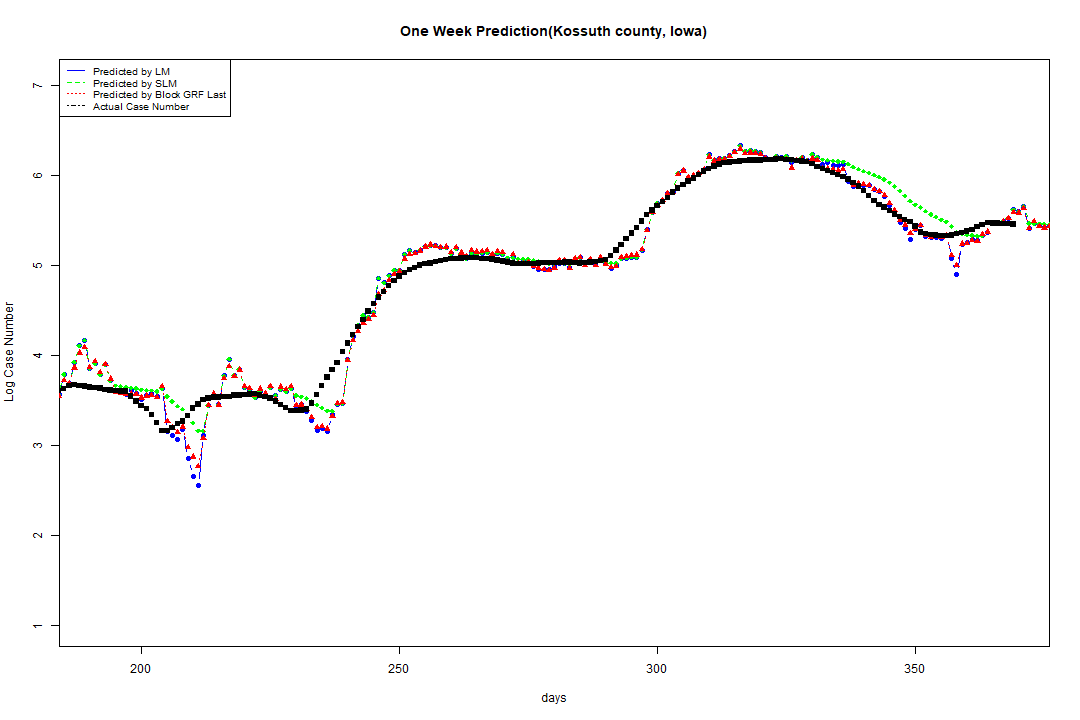 One Week Prediction(Kossuth county, Iowa)
Predicted by LM
Predicted by SLM
Predicted by Block GRF Last
Actual Case Number
7
6
5
4
3
2
1
Log Case Number
200
250
300
350
days